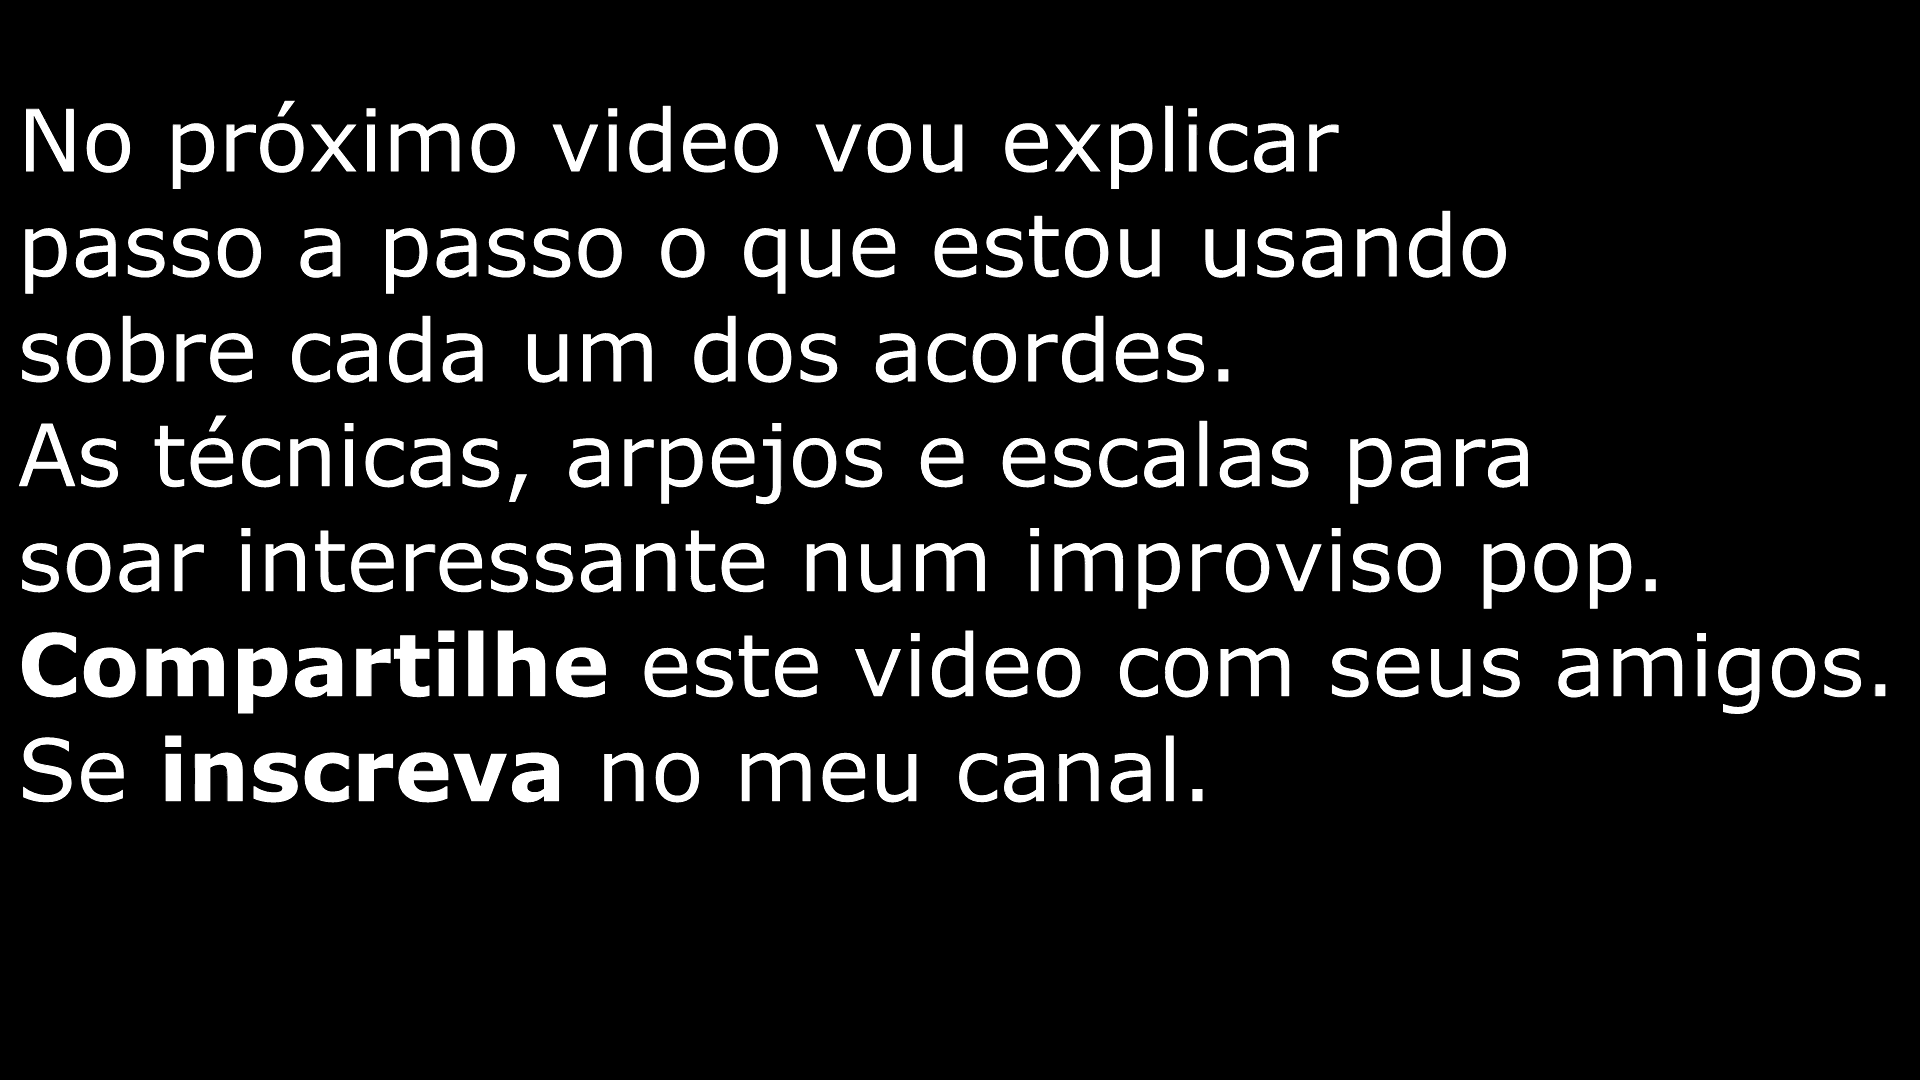 No próximo video vou explicar
passo a passo o que estou usando
sobre cada um dos acordes.
As técnicas, arpejos e escalas para
soar interessante num improviso pop.
Compartilhe este video com seus amigos.
Se inscreva no meu canal.